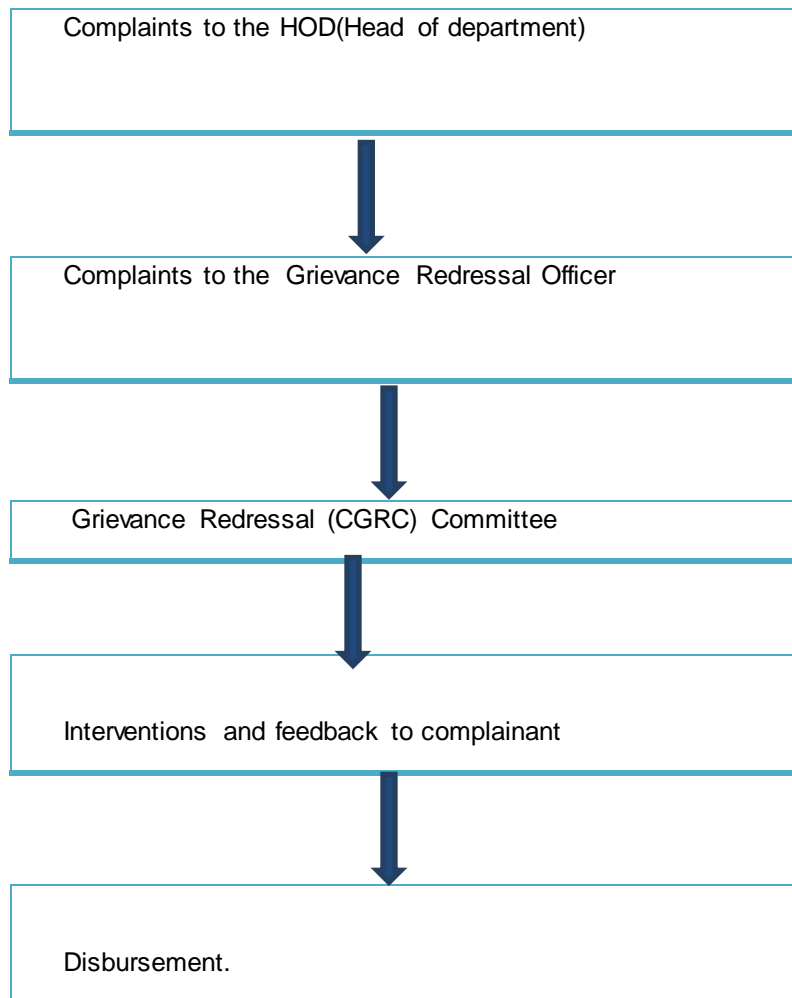 Complaints to the HOD(Head of department)
Complaints to the Grievance Redressal Officer
Grievance Redressal (CGRC) Committee
Interventions and feedback to complainant
Disbursement.